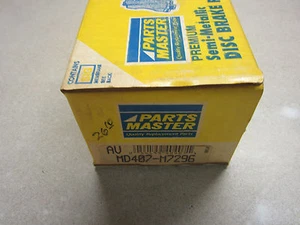 PARTS
MASTER
Quality Replacement Parts
PREMIUM
Semi-Metallic
DISC BRAKE
CONTAINS
PARTS
MASTER
Quality Replacement Parts
AV
MD407-M7296